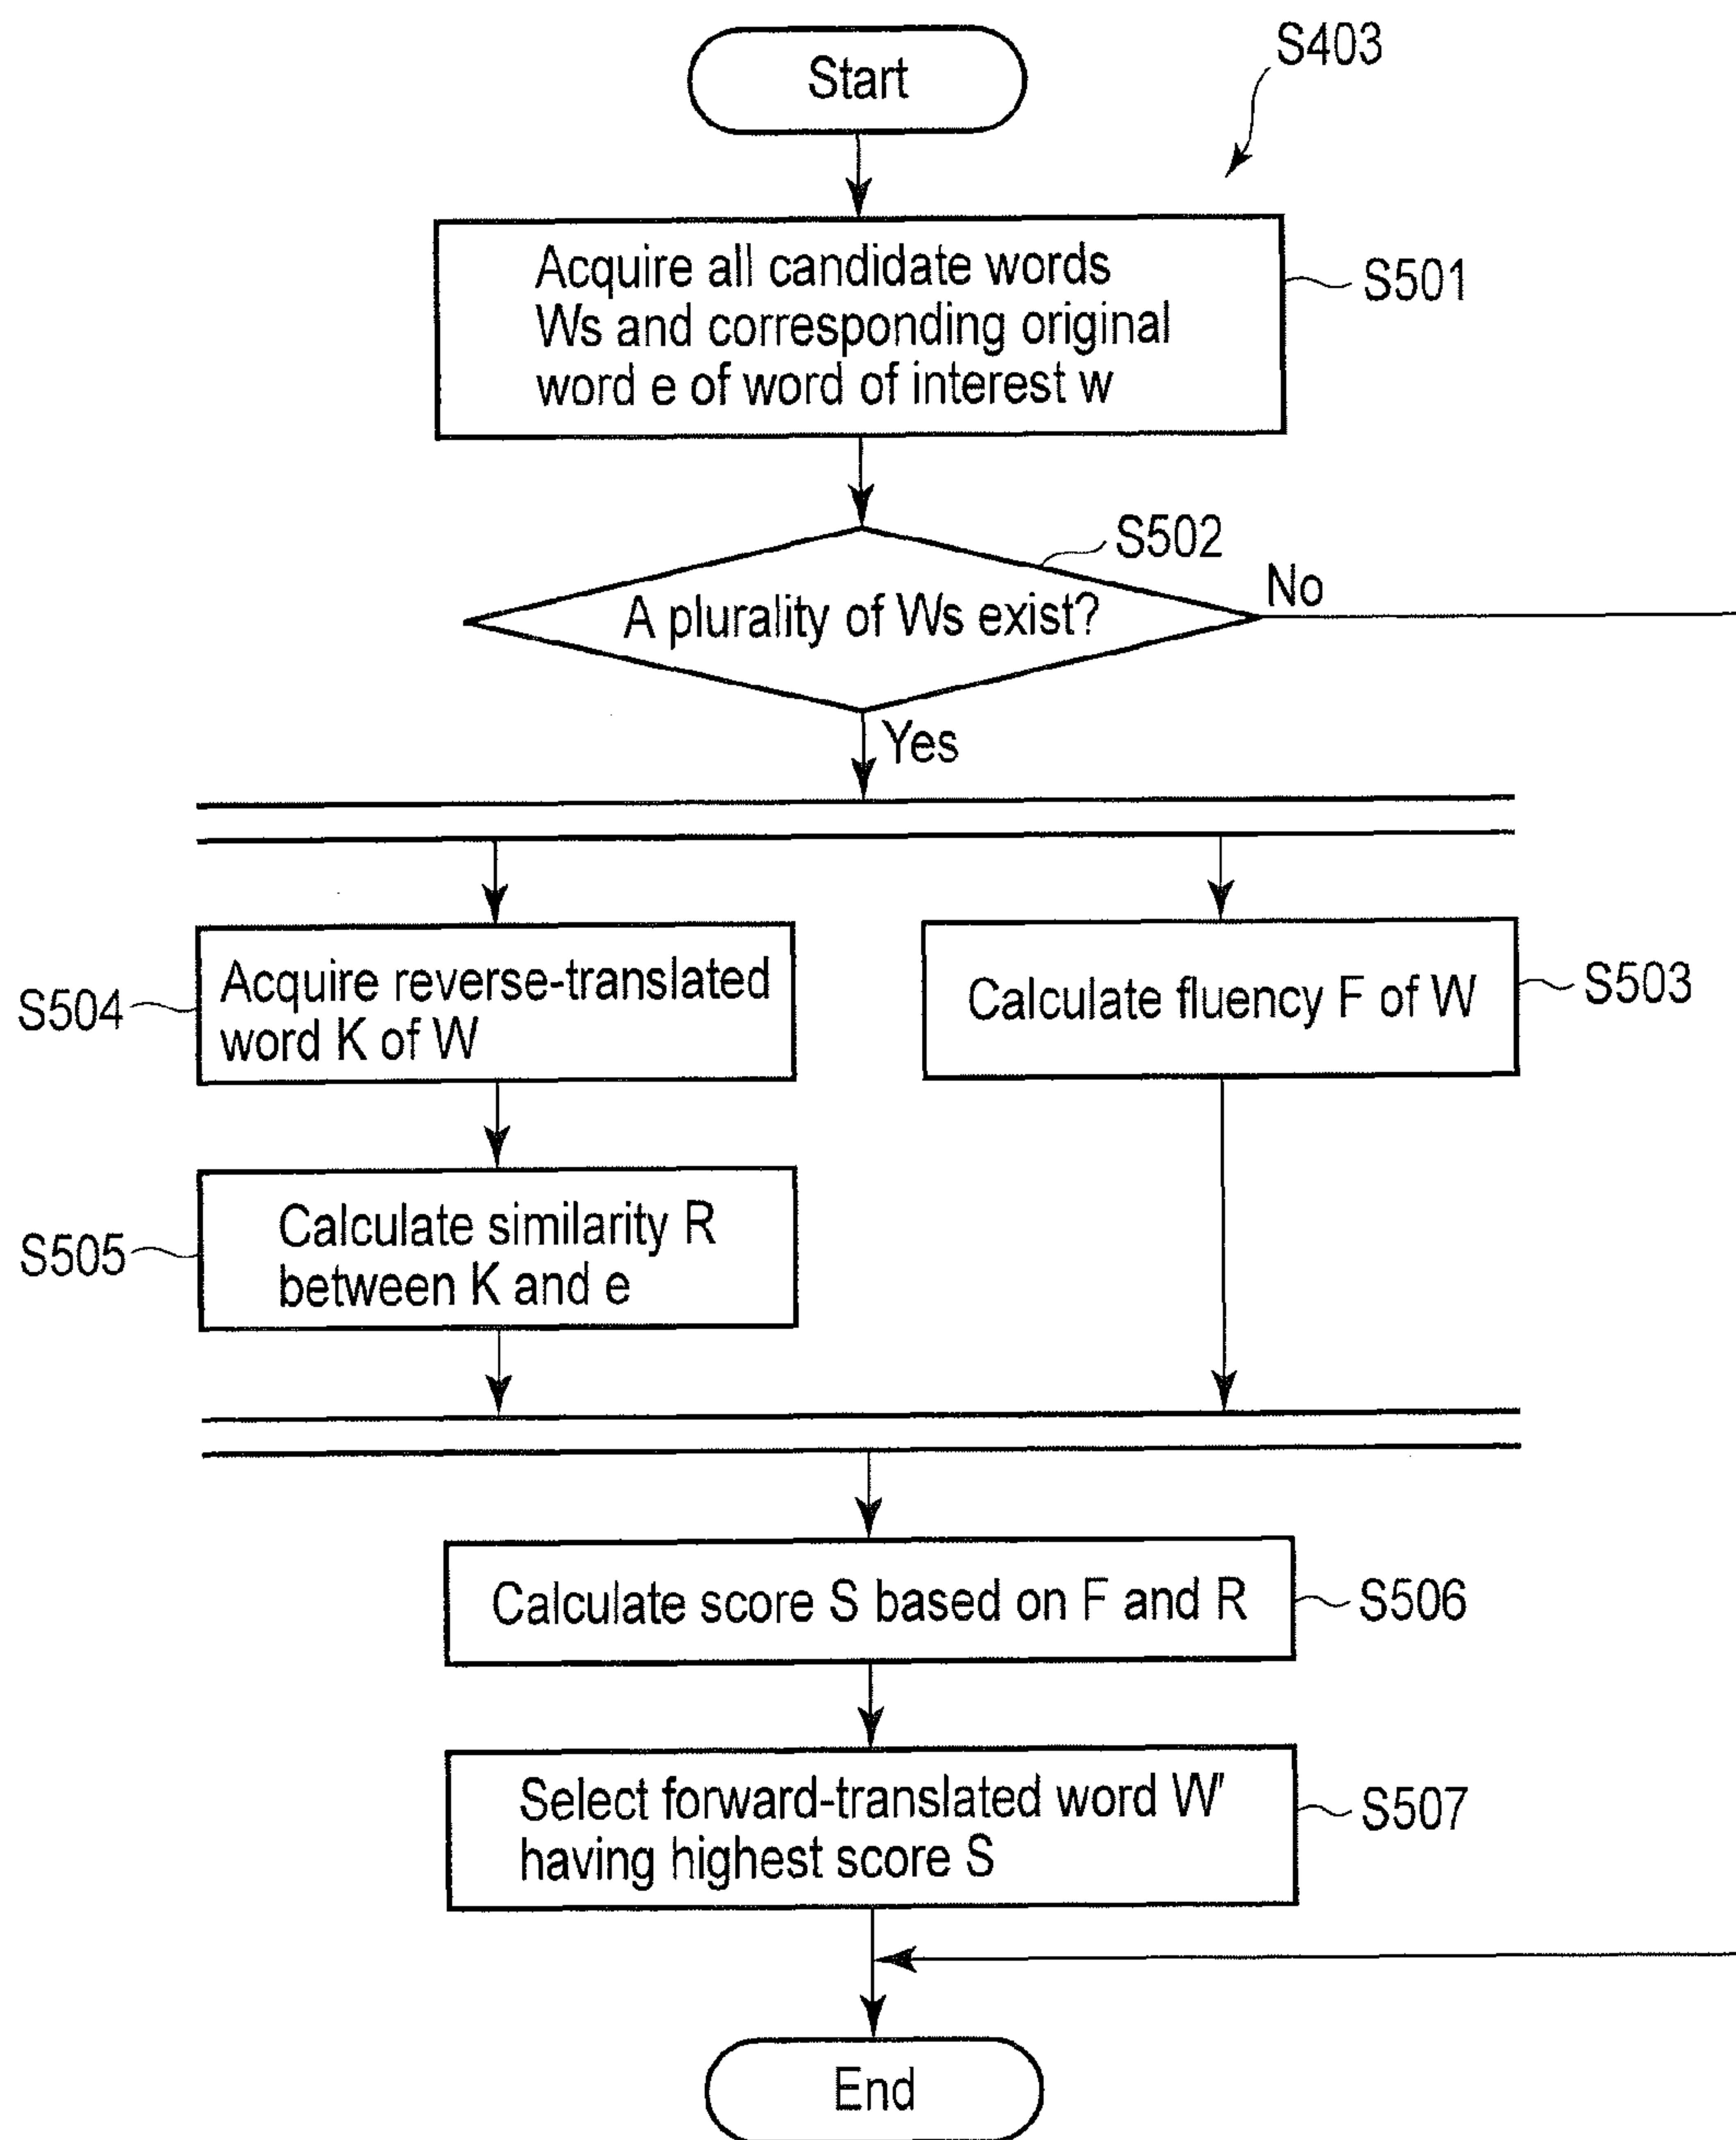 Start
S403
Acquire all candidate words
Ws and corresponding original
word e of word of interest w
S501
S502
A plurality of Ws exist?
No
Yes
S504
Acquire reverse-translated
word K of W
Calculate fluency F of W
S503
S505
Calculate similarity R
between K and e
Calculate score S based on F and R
S506
Select forward-translated word W'
having highest score S
S507
End